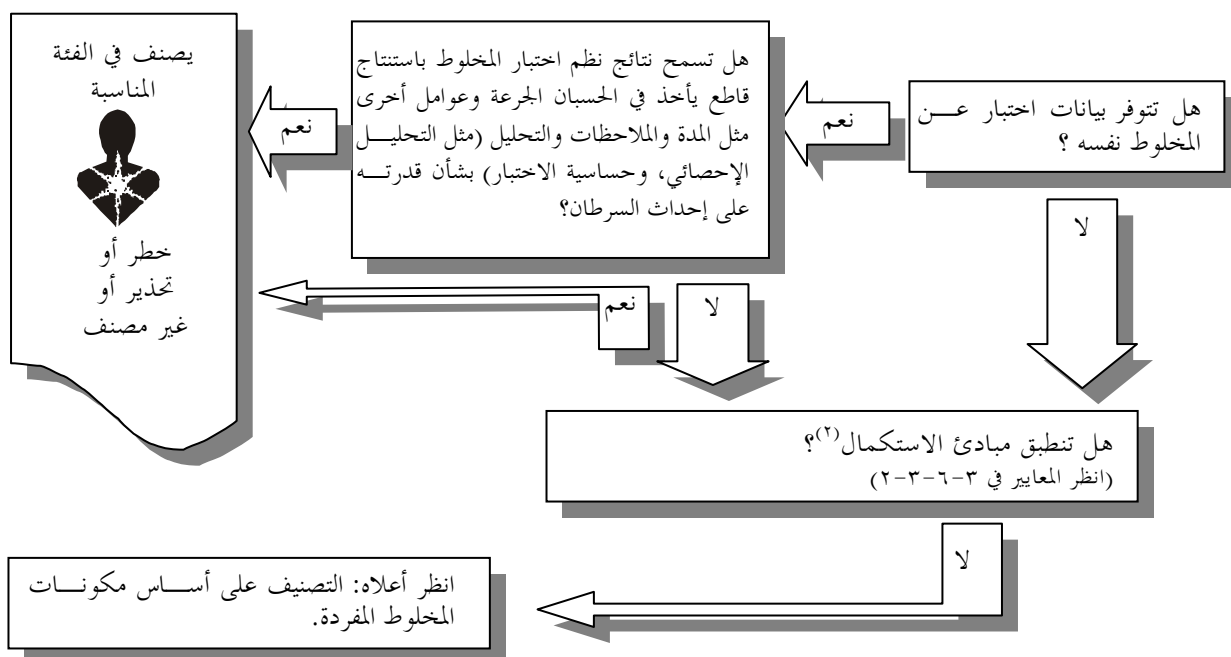 هل تتوفر بيانات اختبار عن
المخلوط نفسه ؟
نعم
هل تسمح نتائج نظم اختبار المخلوط باستنتاج
قاطع يأخذ في الحسبان الجرعة وعوامل أخرى
مثل المدة والملاحظات والتحليل (مثل التحليل
الإحصائي، وحساسية الاختبار) بشأن قدرته
على إحداث السرطان؟
نعم
يصنف في الفئة
المناسبة
خطر أو
تحذير أو
غير مصنف
لا
لا
نعم
هل تنطبق مبادئ الاستكمال(٢)؟
(انظر المعايير في ٣-٦-٣-٢)
لا
انظر أعلاه: التصنيف على أساس مكونات
المخلوط المفردة.